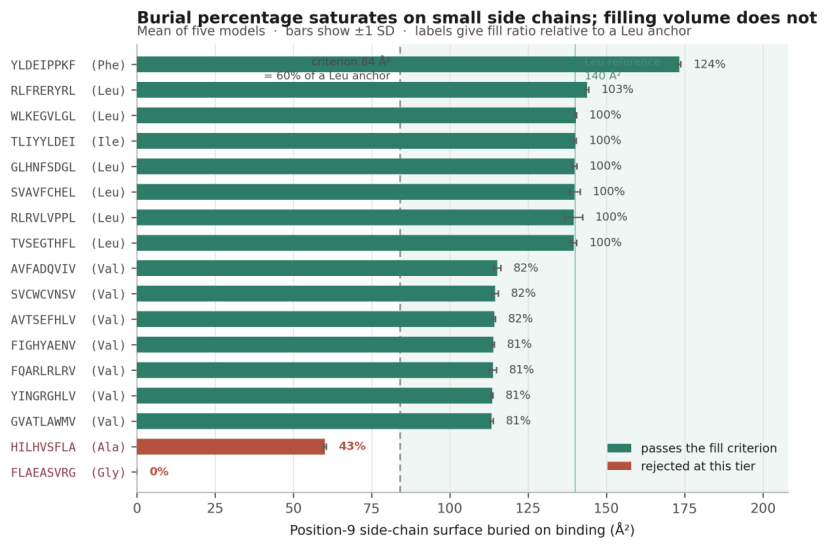 Burial percentage saturates on small side chains; filling volume does not
Mean of five models · bars show ±1 SD · labels give fill ratio relative to a Leu anchor
criterion 84 Å²
= 60% of a Leu anchor
Leu reference
140 Å²
YLDEIPPKF (Phe) 124%
RLFRERYRL (Leu) 103%
WLKEGVLGL (Leu) 100%
TLIYYLDEI (Ile) 100%
GLHNFSDGL (Leu) 100%
SVAVFCHEL (Leu) 100%
RLRVLVPPL (Leu) 100%
TVSEGTHFL (Leu) 100%
AVFADQVIV (Val) 82%
SVCWCVNSV (Val) 82%
AVTSEFHLV (Val) 82%
FIGHYAENV (Val) 81%
FQARLRLRV (Val) 81%
YINGRGHLV (Val) 81%
GVATLAWMV (Val) 81%
HILHVSFLA (Ala) 43%
FLAEASVRG (Gly) 0%
passes the fill criterion
rejected at this tier
0 25 50 75 100 125 150 175 200
Position-9 side-chain surface buried on binding (Å²)